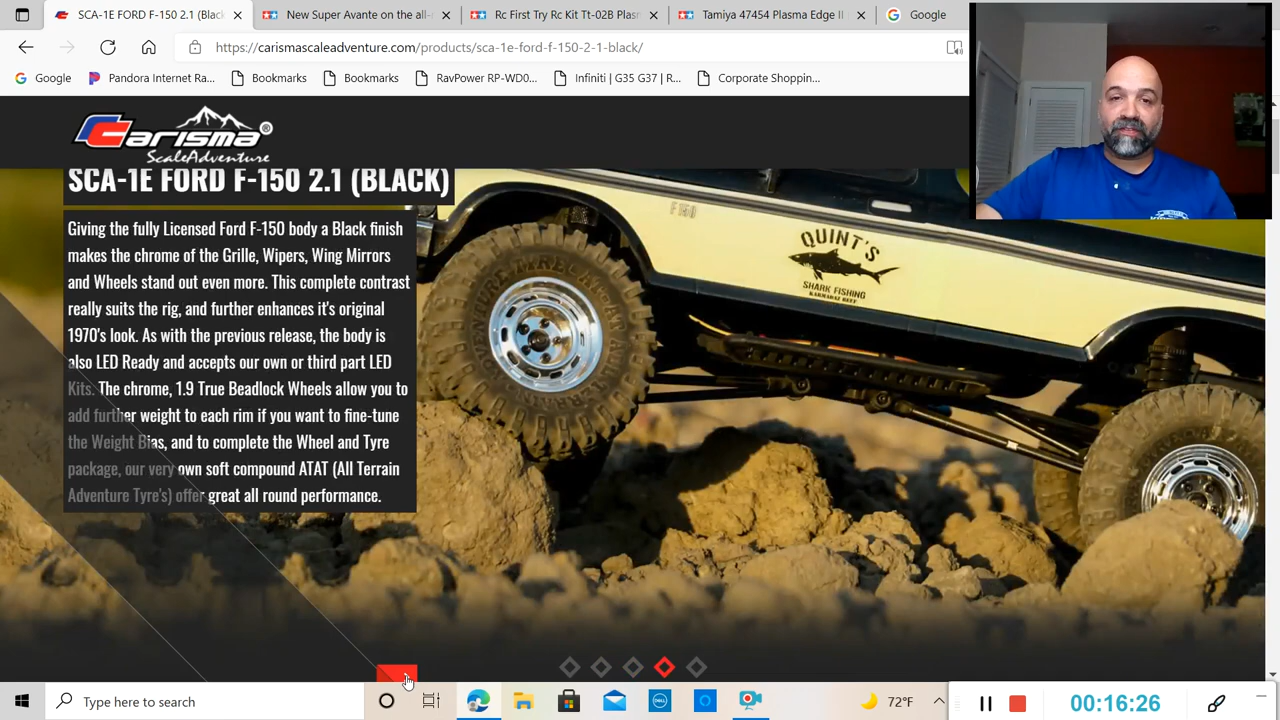 SCA-1E FORD F-150 2.1 (Black
New Super Avante on the all-
Rc First Try Rc Kit Tt-02B Plasm
Tamiya 47454 Plasma Edge II
Google
https://carismascaleadventure.com/products/sca-1e-ford-f-150-2-1-black/
Google
Pandora Internet Ra...
Bookmarks
Bookmarks
RavPower RP-WD0...
Infiniti | G35 G37 | R...
Corporate Shoppin...
Carisma®
ScaleAdventure
SCA-1E FORD F-150 2.1 (BLACK)
Giving the fully Licensed Ford F-150 body a Black finish
makes the chrome of the Grille, Wipers, Wing Mirrors
and Wheels stand out even more. This complete contrast
really suits the rig, and further enhances it's original
1970's look. As with the previous release, the body is
also LED Ready and accepts our own or third part LED
Kits. The chrome, 1.9 True Beadlock Wheels allow you to
add further weight to each rim if you want to fine-tune
the Weight Bias, and to complete the Wheel and Tyre
package, our very own soft compound ATAT (All Terrain
Adventure Tyre's) offer great all round performance.
F150
QUINT'S
SHARK FISHING
Type here to search
DELL
72°F
00:16:26